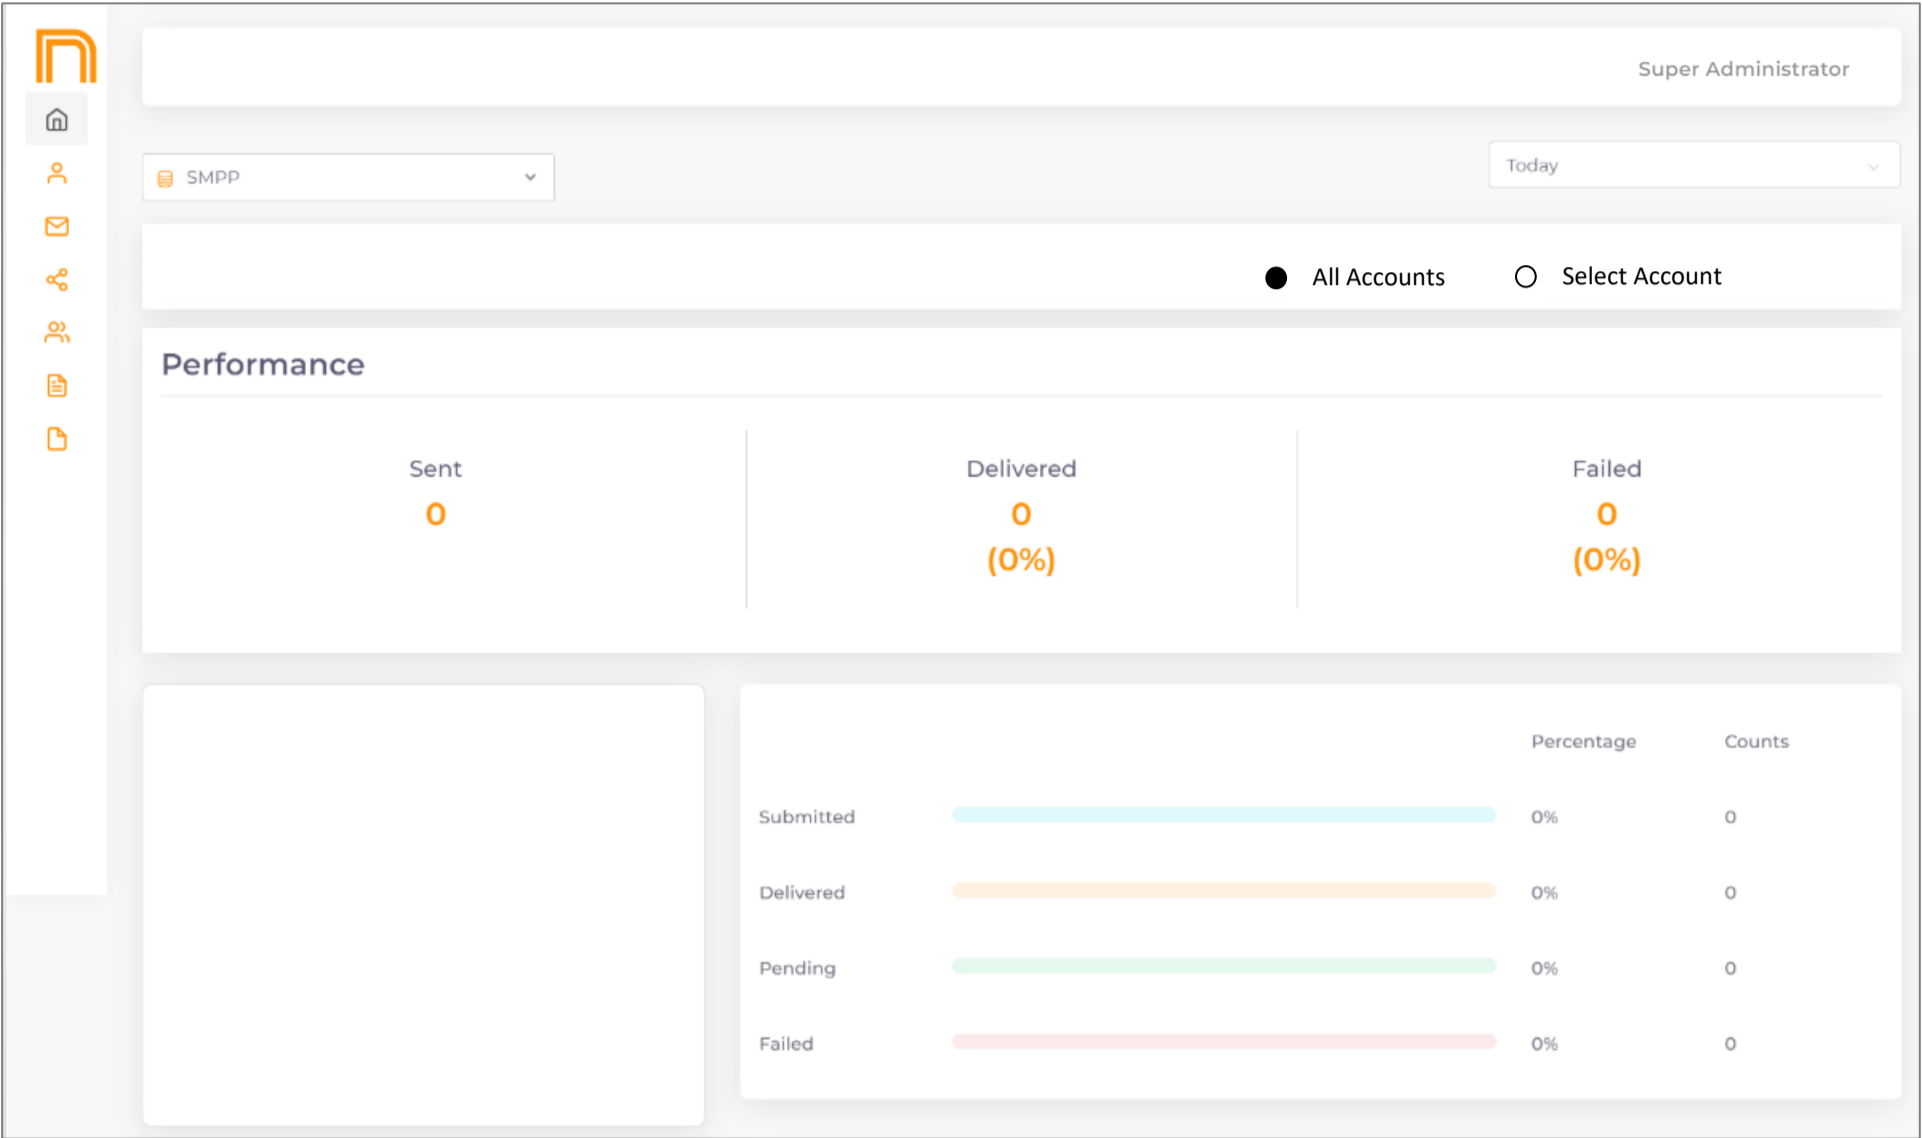 Super Administrator
SMPP
Today
All Accounts Select Account
Performance
Sent Delivered Failed
0 0 0
(0%) (0%)
Percentage Counts
Submitted 0% 0
Delivered 0% 0
Pending 0% 0
Failed 0% 0